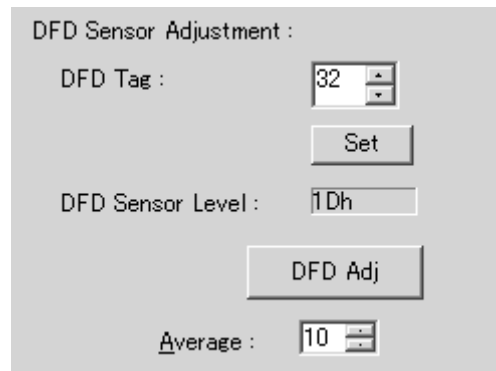 DFD Sensor Adjustment :
DFD Tag : 32
Set
DFD Sensor Level : 1Dh
DFD Adj
Average : 10